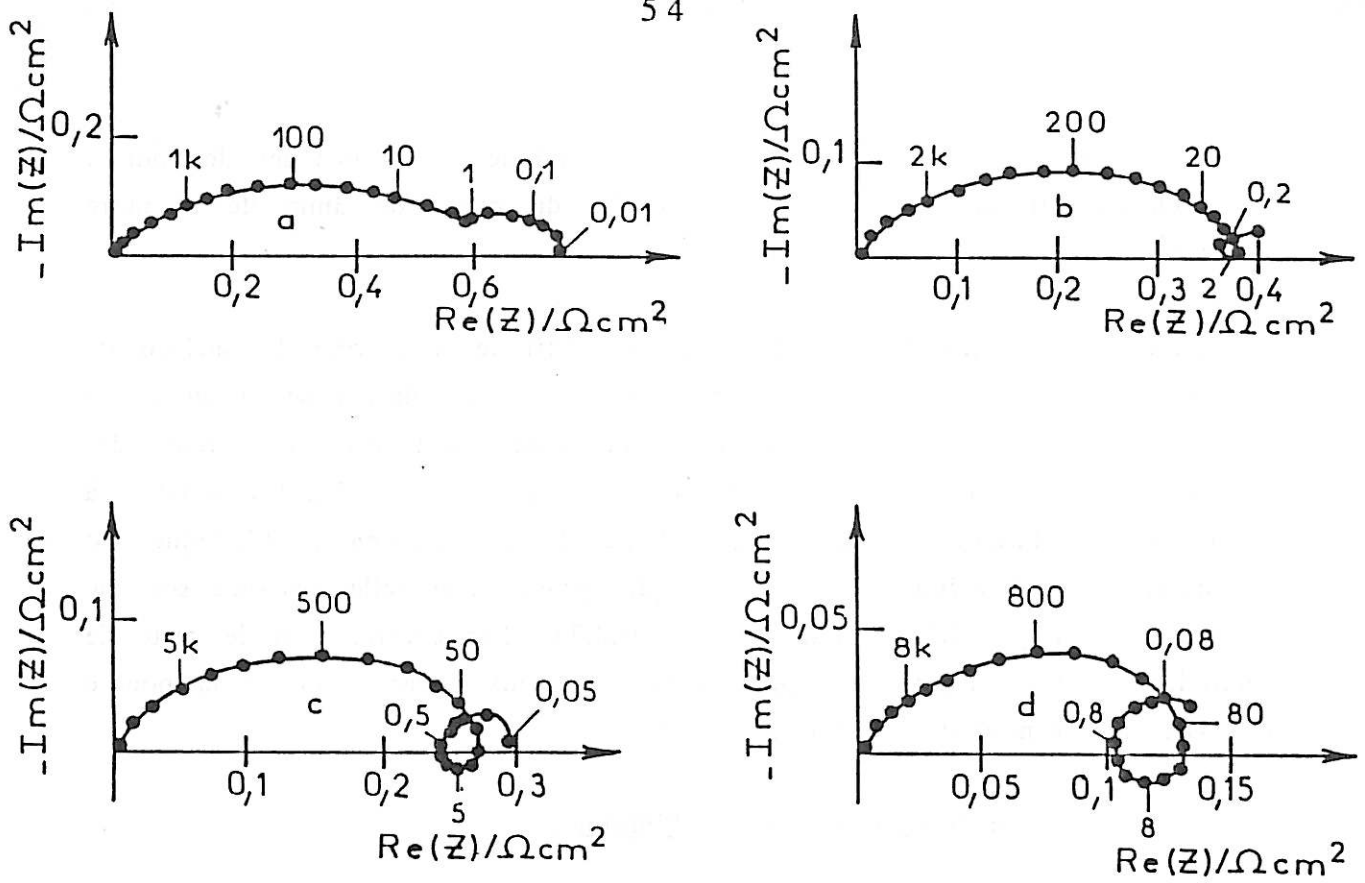 54
-Im(Z)/Ωcm²
0,2
1k
100
10
1
0,1
0,01
a
0,2
0,4
0,6
Re(Z)/Ωcm²
-Im(Z)/Ωcm²
0,1
2k
200
20
0,2
b
0,1
0,2
0,3
2
0,4
Re(Z)/Ωcm²
-Im(Z)/Ωcm²
0,1
5k
500
50
0,05
c
0,5
0,1
0,2
5
0,3
Re(Z)/Ωcm²
-Im(Z)/Ωcm²
0,05
8k
800
0,08
d
0,8
80
0,05
0,1
8
0,15
Re(Z)/Ωcm²